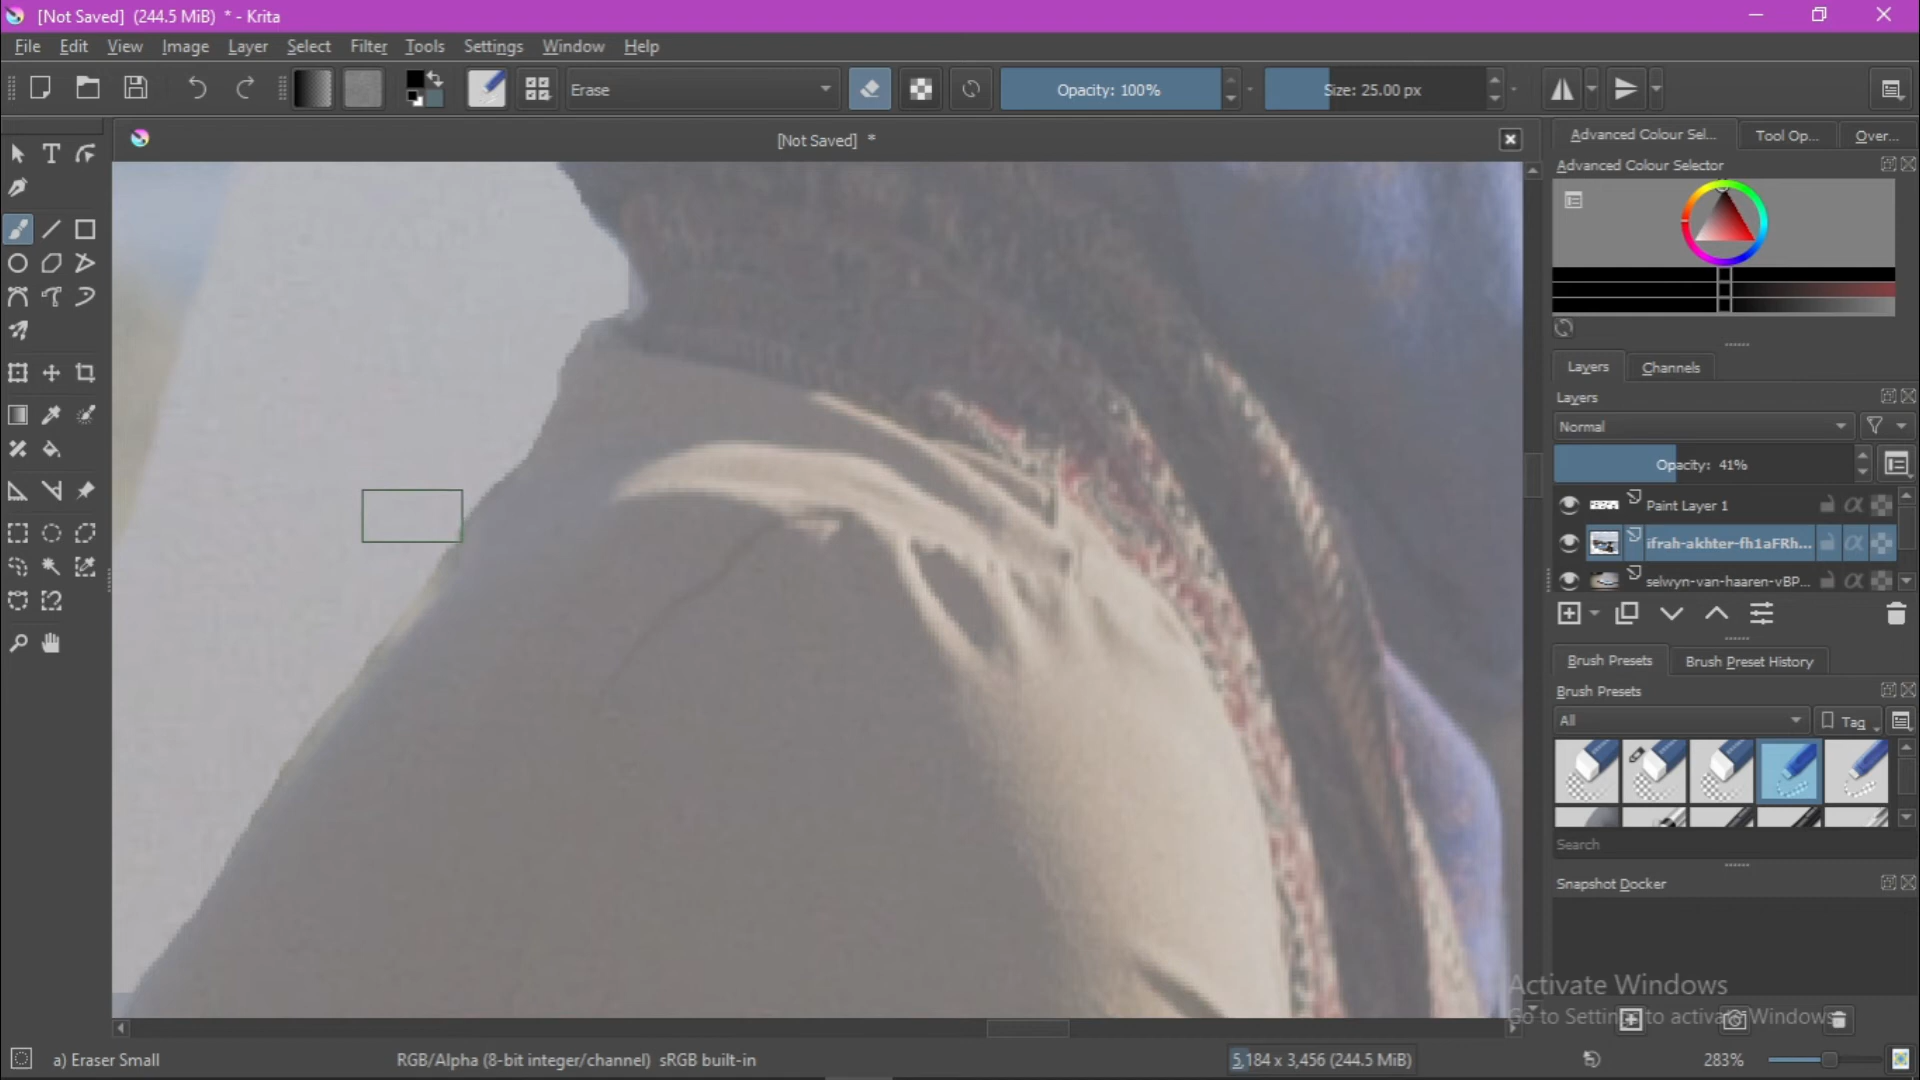 [Not Saved] (244.5 MiB) * - Krita
File Edit View Image Layer Select Filter Tools Settings Window Help
Erase Opacity: 100% Size: 25.00 px
[Not Saved] *
Advanced Colour Sel... Tool Op... Over...
Advanced Colour Selector
Layers Channels
Layers
Normal
Opacity: 41%
Paint Layer 1
ifrah-akhter-fh1aFRh...
selwyn-van-haaren-vBP...
Brush Presets Brush Preset History
Brush Presets
All Tag
Search
Snapshot Docker
Activate Windows
Go to Settings to activate Windows.
a) Eraser Small RGB/Alpha (8-bit integer/channel) sRGB built-in 5,184 x 3,456 (244.5 MiB) 283%